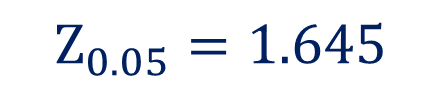 Z₀.₀₅ = 1.645